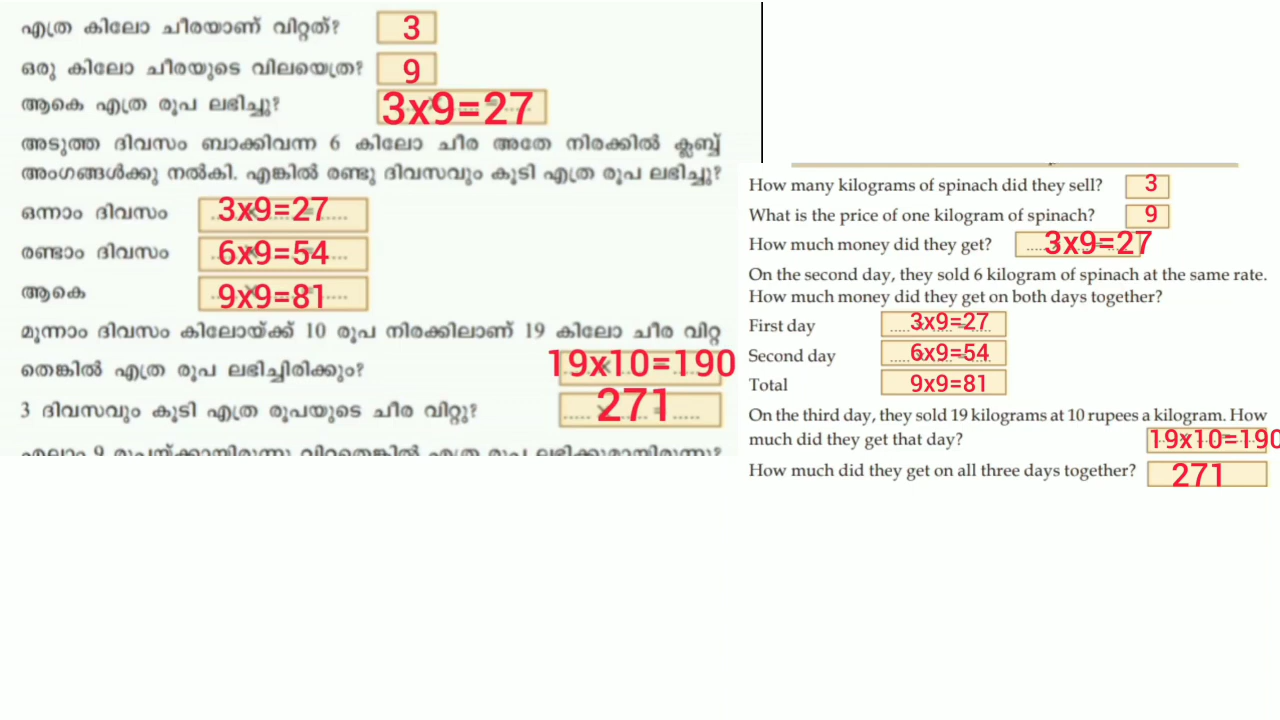 എത്ര കിലോ ചീരയാണ് വിറ്റത്? 3
ഒരു കിലോ ചീരയുടെ വിലയെത്ര? 9
ആകെ എത്ര രൂപ ലഭിച്ചു? 3x9=27
അടുത്ത ദിവസം ബാക്കിവന്ന 6 കിലോ ചീര അതേ നിരക്കിൽ ക്ലബ്ബ്
അംഗങ്ങൾക്കു നൽകി. എങ്കിൽ രണ്ടു ദിവസവും കൂടി എത്ര രൂപ ലഭിച്ചു?
ഒന്നാം ദിവസം 3x9=27
രണ്ടാം ദിവസം 6x9=54
ആകെ 9x9=81
മൂന്നാം ദിവസം കിലോയ്ക്ക് 10 രൂപ നിരക്കിലാണ് 19 കിലോ ചീര വിറ്റ
തെങ്കിൽ എത്ര രൂപ ലഭിച്ചിരിക്കും? 19x10=190
3 ദിവസവും കൂടി എത്ര രൂപയുടെ ചീര വിറ്റു? 271
How many kilograms of spinach did they sell? 3
What is the price of one kilogram of spinach? 9
How much money did they get? 3x9=27
On the second day, they sold 6 kilogram of spinach at the same rate.
How much money did they get on both days together?
First day 3x9=27
Second day 6x9=54
Total 9x9=81
On the third day, they sold 19 kilograms at 10 rupees a kilogram. How
much did they get that day? 19x10=190
How much did they get on all three days together? 271